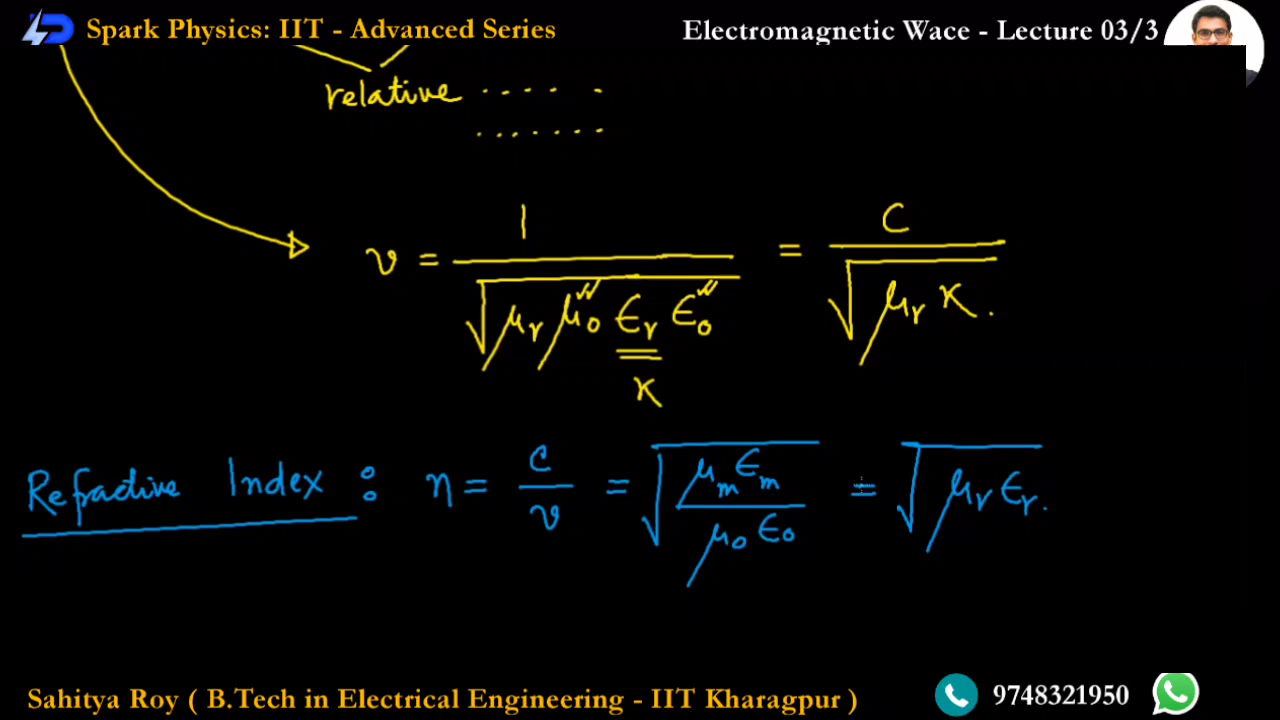 Spark Physics: IIT - Advanced Series
Electromagnetic Wace - Lecture 03/3
relative ..... .
.......
v = 1 / √(μr μ0 ϵr ϵ0) = C / √(μr K).
K
Refractive Index : η = c / v = √(μm ϵm / μ0 ϵ0) = √(μr ϵr).
Sahitya Roy ( B.Tech in Electrical Engineering - IIT Kharagpur )
9748321950